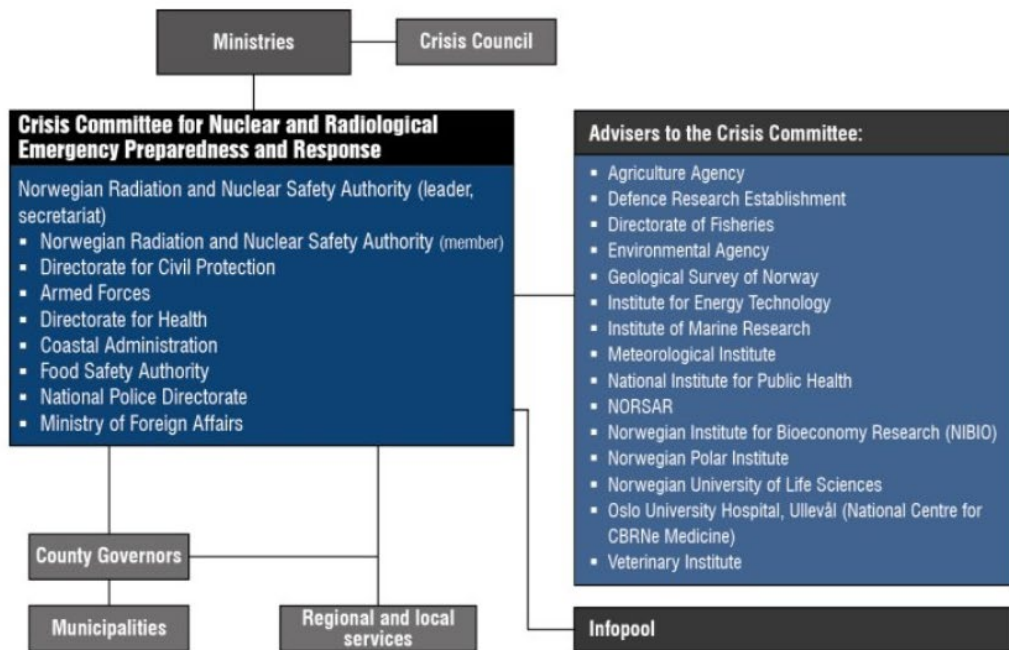 Ministries
Crisis Council
Crisis Committee for Nuclear and Radiological
Emergency Preparedness and Response
Norwegian Radiation and Nuclear Safety Authority (leader,
secretariat)
▪ Norwegian Radiation and Nuclear Safety Authority (member)
▪ Directorate for Civil Protection
▪ Armed Forces
▪ Directorate for Health
▪ Coastal Administration
▪ Food Safety Authority
▪ National Police Directorate
▪ Ministry of Foreign Affairs
Advisers to the Crisis Committee:
▪ Agriculture Agency
▪ Defence Research Establishment
▪ Directorate of Fisheries
▪ Environmental Agency
▪ Geological Survey of Norway
▪ Institute for Energy Technology
▪ Institute of Marine Research
▪ Meteorological Institute
▪ National Institute for Public Health
▪ NORSAR
▪ Norwegian Institute for Bioeconomy Research (NIBIO)
▪ Norwegian Polar Institute
▪ Norwegian University of Life Sciences
▪ Oslo University Hospital, Ullevål (National Centre for
CBRNe Medicine)
▪ Veterinary Institute
County Governors
Municipalities
Regional and local
services
Infopool